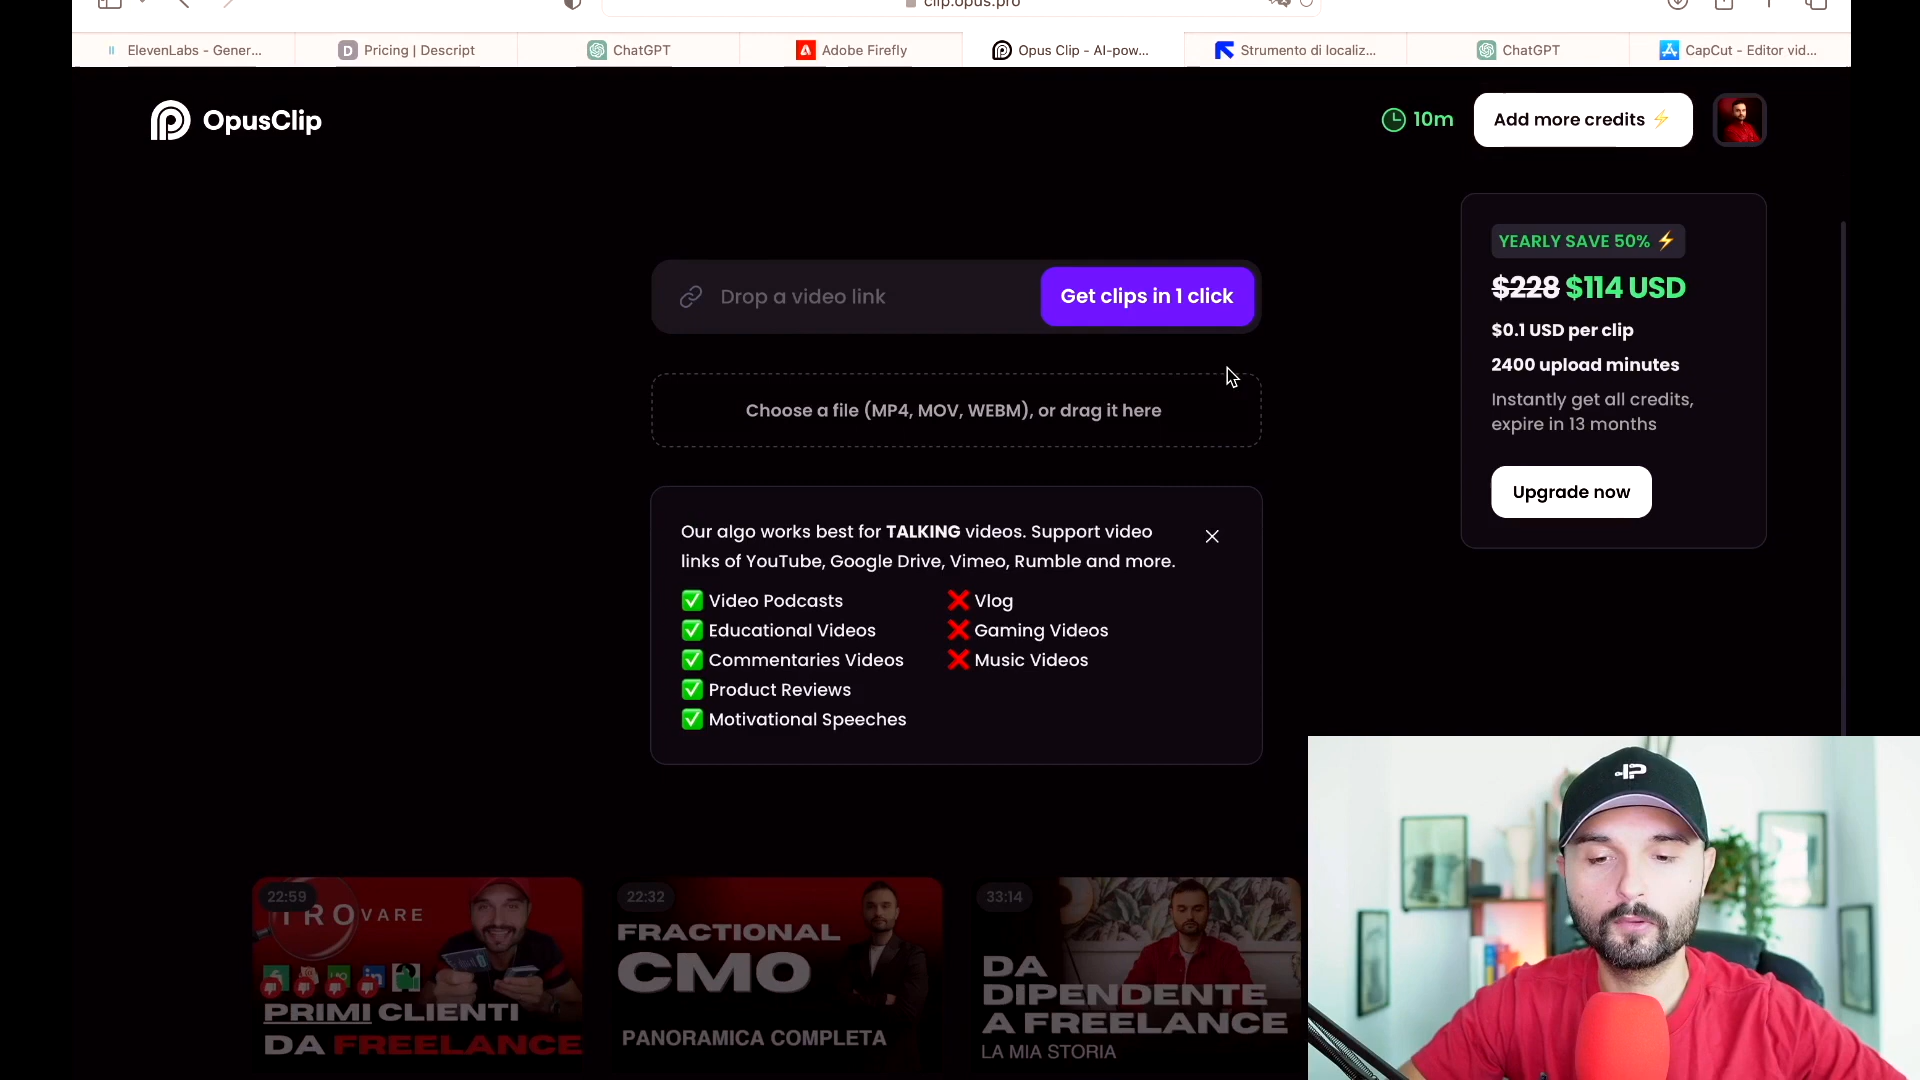 clip.opus.pro
ElevenLabs - Gener...
Pricing | Descript
ChatGPT
Adobe Firefly
Opus Clip - AI-pow...
Strumento di localiz...
ChatGPT
CapCut - Editor vid...
OpusClip
10m
Add more credits ⚡
YEARLY SAVE 50% ⚡
$228 $114 USD
$0.1 USD per clip
2400 upload minutes
Instantly get all credits,
expire in 13 months
Upgrade now
Drop a video link
Get clips in 1 click
Choose a file (MP4, MOV, WEBM), or drag it here
Our algo works best for TALKING videos. Support video
links of YouTube, Google Drive, Vimeo, Rumble and more.
✅ Video Podcasts
✅ Educational Videos
✅ Commentaries Videos
✅ Product Reviews
✅ Motivational Speeches
❌ Vlog
❌ Gaming Videos
❌ Music Videos
22:59
TROVARE
PRIMI CLIENTI
DA FREELANCE
22:32
FRACTIONAL
CMO
PANORAMICA COMPLETA
33:14
DA
DIPENDENTE
A FREELANCE
LA MIA STORIA